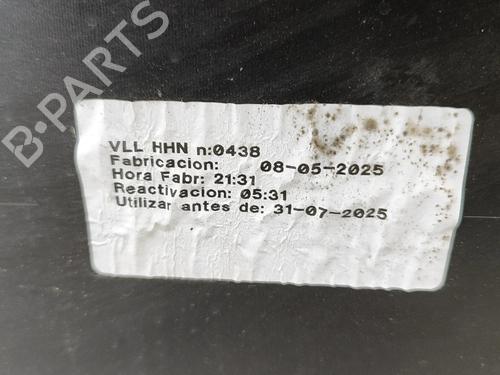 B-PARTS
VLL HHN n:0438
Fabricacion: 08-05-2025
Hora Fabr: 21:31
Reactivacion: 05:31
Utilizar antes de: 31-07-2025